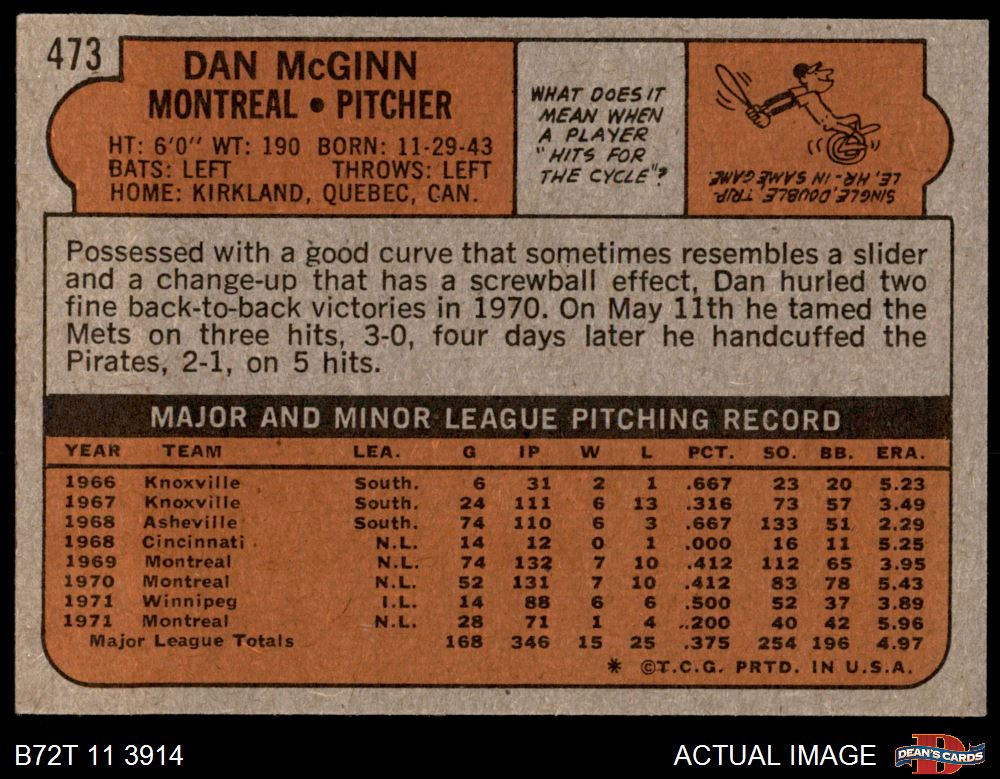 473
DAN McGINN
MONTREAL • PITCHER
HT: 6'0" WT: 190 BORN: 11-29-43
BATS: LEFT THROWS: LEFT
HOME: KIRKLAND, QUEBEC, CAN.
WHAT DOES IT
MEAN WHEN
A PLAYER
"HITS FOR
THE CYCLE"?
SINGLE, DOUBLE, TRIP-
LE, HR- IN SAME GAME
Possessed with a good curve that sometimes resembles a slider
and a change-up that has a screwball effect, Dan hurled two
fine back-to-back victories in 1970. On May 11th he tamed the
Mets on three hits, 3-0, four days later he handcuffed the
Pirates, 2-1, on 5 hits.
MAJOR AND MINOR LEAGUE PITCHING RECORD
YEAR TEAM LEA. G IP W L PCT. SO. BB. ERA.
1966 Knoxville South. 6 31 2 1 .667 23 20 5.23
1967 Knoxville South. 24 111 6 13 .316 73 57 3.49
1968 Asheville South. 74 110 6 3 .667 133 51 2.29
1968 Cincinnati N.L. 14 12 0 1 .000 16 11 5.25
1969 Montreal N.L. 74 132 7 10 .412 112 65 3.95
1970 Montreal N.L. 52 131 7 10 .412 83 78 5.43
1971 Winnipeg I.L. 14 88 6 6 .500 52 37 3.89
1971 Montreal N.L. 28 71 1 4 .200 40 42 5.96
Major League Totals 168 346 15 25 .375 254 196 4.97
* ©T.C.G. PRTD. IN U.S.A.
B72T 11 3914 ACTUAL IMAGE DEAN'S CARDS